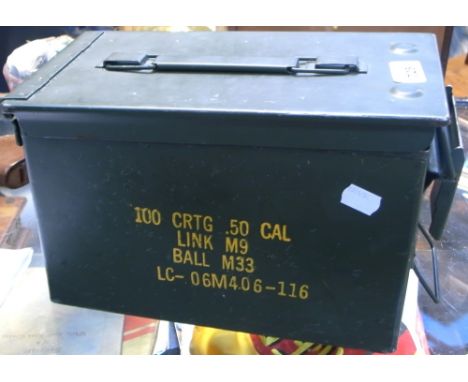 100 CRTG .50 CAL
LINK M9
BALL M33
LC-06M406-116